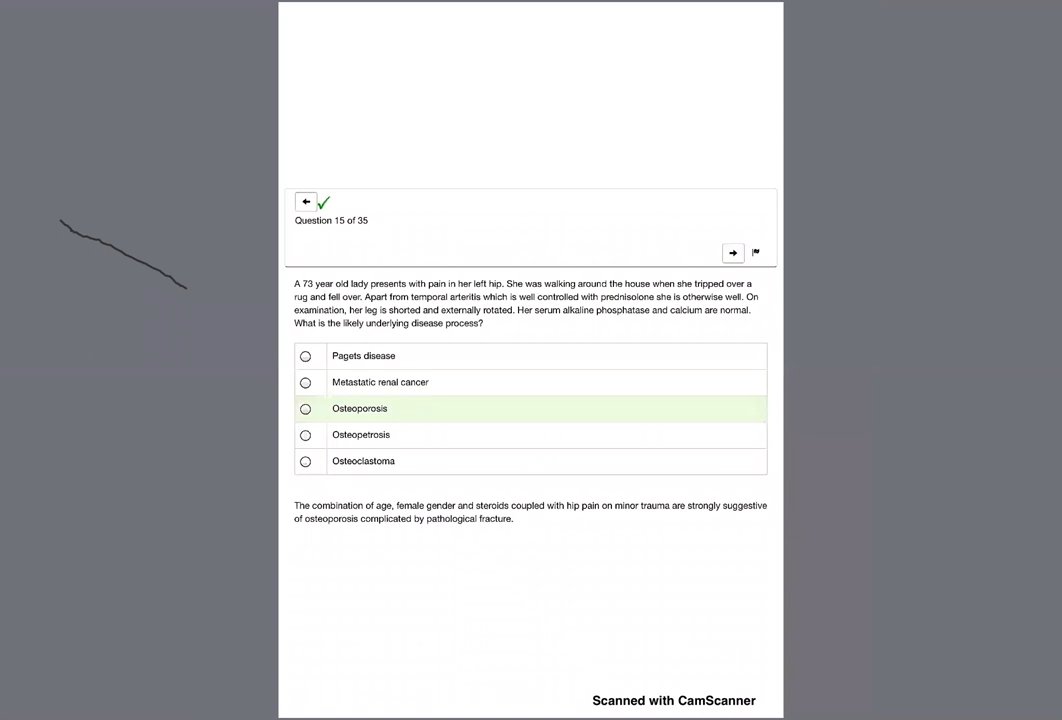 Question 15 of 35
A 73 year old lady presents with pain in her left hip. She was walking around the house when she tripped over a
rug and fell over. Apart from temporal arteritis which is well controlled with prednisolone she is otherwise well. On
examination, her leg is shorted and externally rotated. Her serum alkaline phosphatase and calcium are normal.
What is the likely underlying disease process?
Pagets disease
Metastatic renal cancer
Osteoporosis
Osteopetrosis
Osteoclastoma
The combination of age, female gender and steroids coupled with hip pain on minor trauma are strongly suggestive
of osteoporosis complicated by pathological fracture.
Scanned with CamScanner